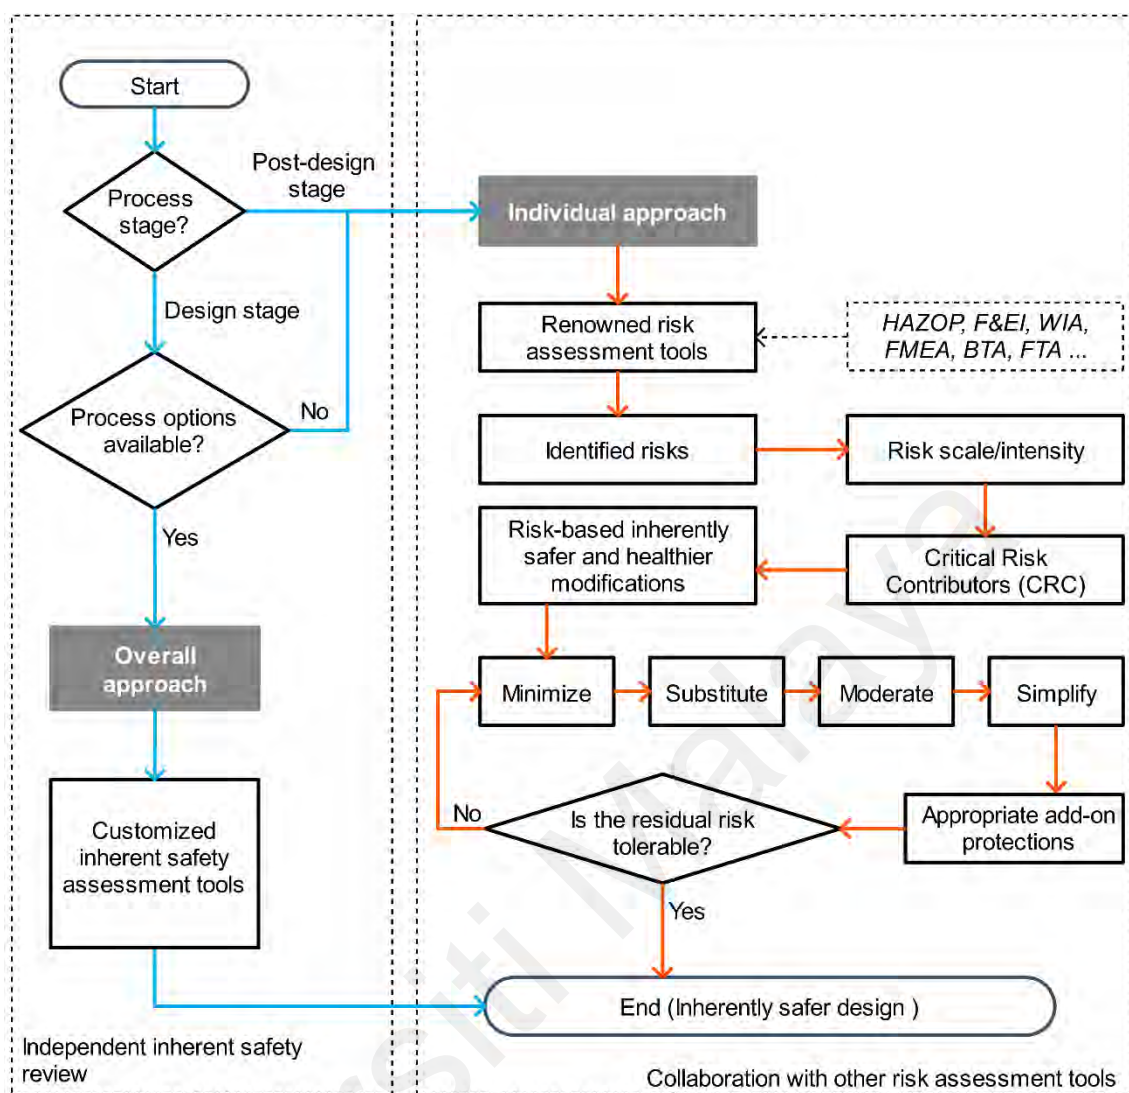 Start
Process
stage?
Post-design
stage
Design stage
Process options
available?
No
Yes
Overall
approach
Customized
inherent safety
assessment tools
Independent inherent safety
review
Individual approach
Renowned risk
assessment tools
HAZOP, F&EI, WIA,
FMEA, BTA, FTA ...
Identified risks
Risk scale/intensity
Risk-based inherently
safer and healthier
modifications
Critical Risk
Contributors (CRC)
Minimize
Substitute
Moderate
Simplify
Appropriate add-on
protections
Is the residual risk
tolerable?
No
Yes
End (Inherently safer design )
Collaboration with other risk assessment tools
rsiti Malaya